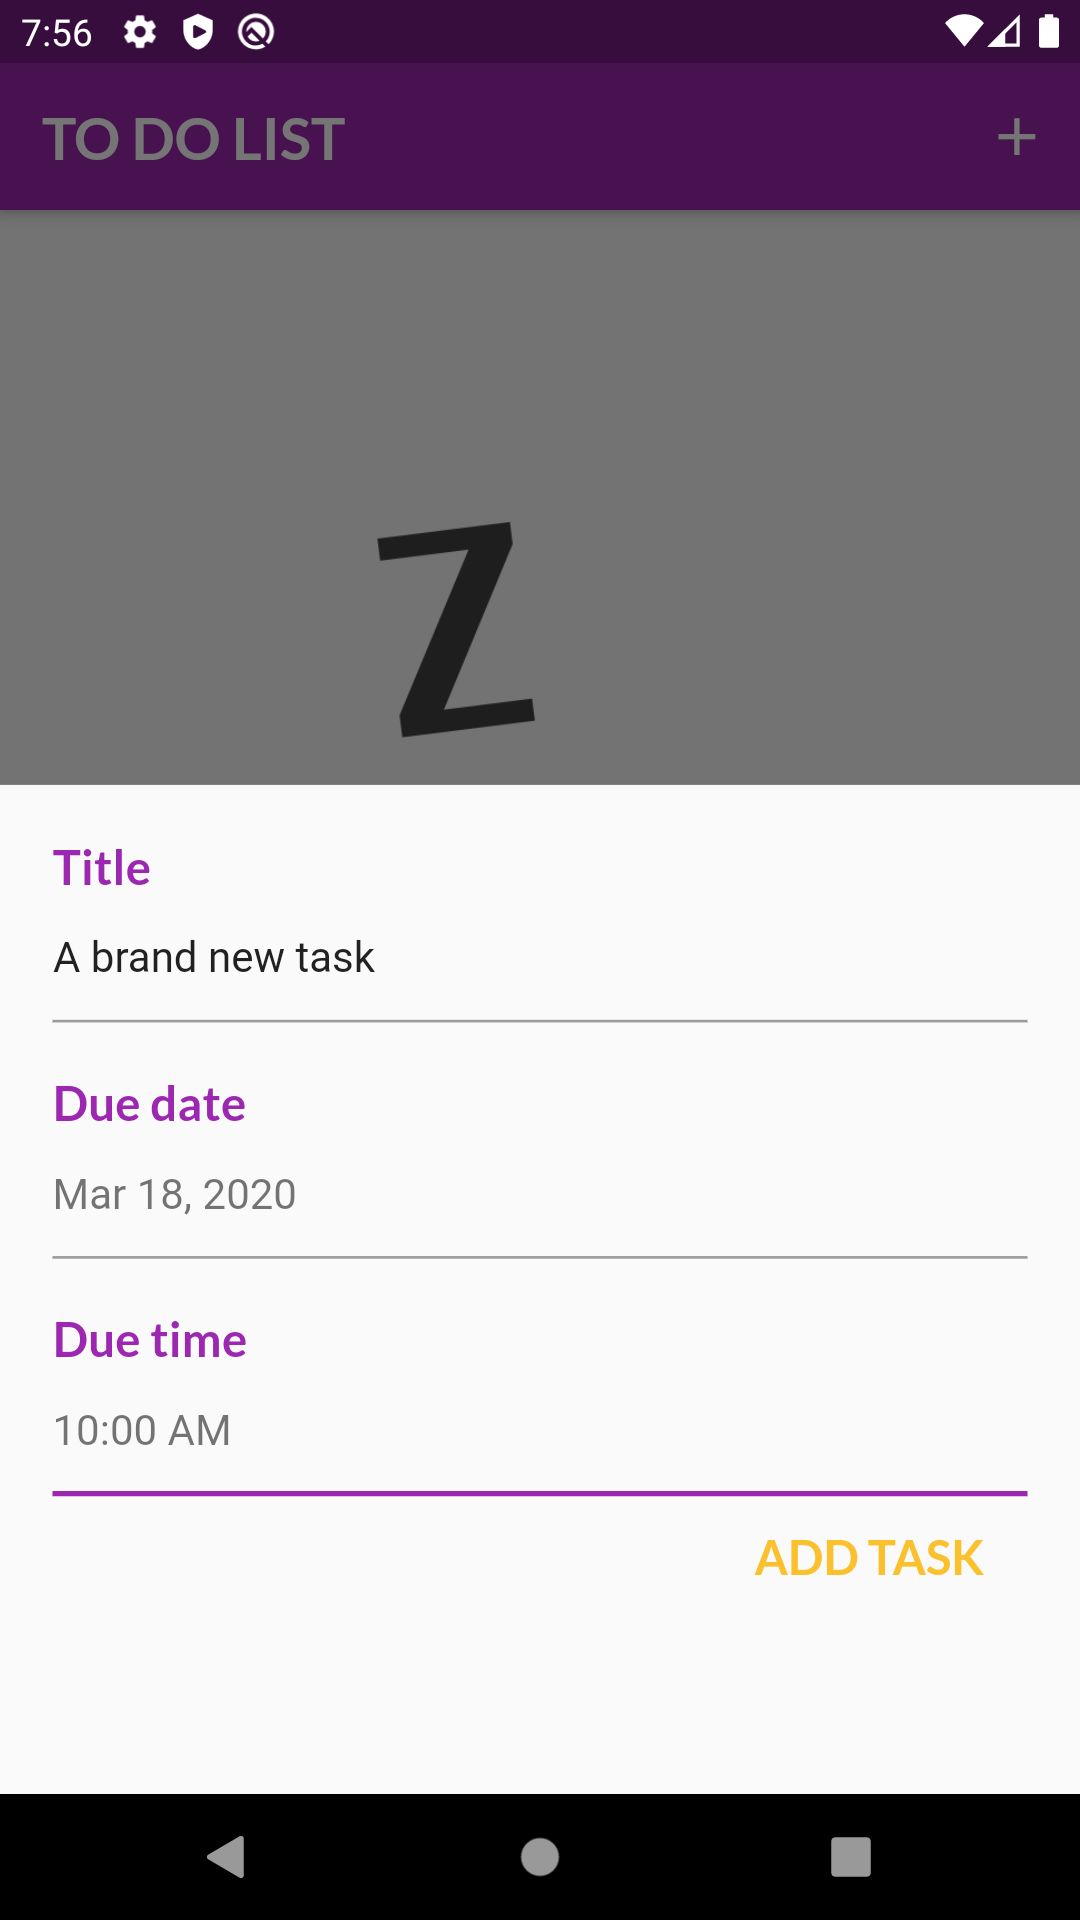 7:56
TO DO LIST
Z
Title
A brand new task
Due date
Mar 18, 2020
Due time
10:00 AM
ADD TASK